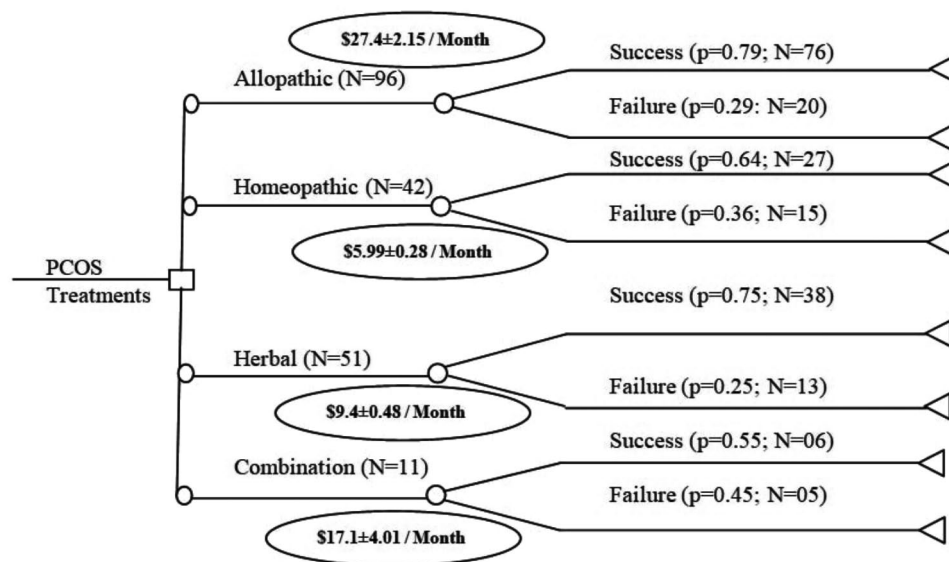 $27.4±2.15 / Month
Success (p=0.79; N=76)
Allopathic (N=96)
Failure (p=0.29: N=20)
Success (p=0.64; N=27)
Homeopathic (N=42)
Failure (p=0.36; N=15)
$5.99±0.28 / Month
PCOS
Treatments
Success (p=0.75; N=38)
Herbal (N=51)
Failure (p=0.25; N=13)
$9.4±0.48 / Month
Success (p=0.55; N=06)
Combination (N=11)
Failure (p=0.45; N=05)
$17.1±4.01 / Month